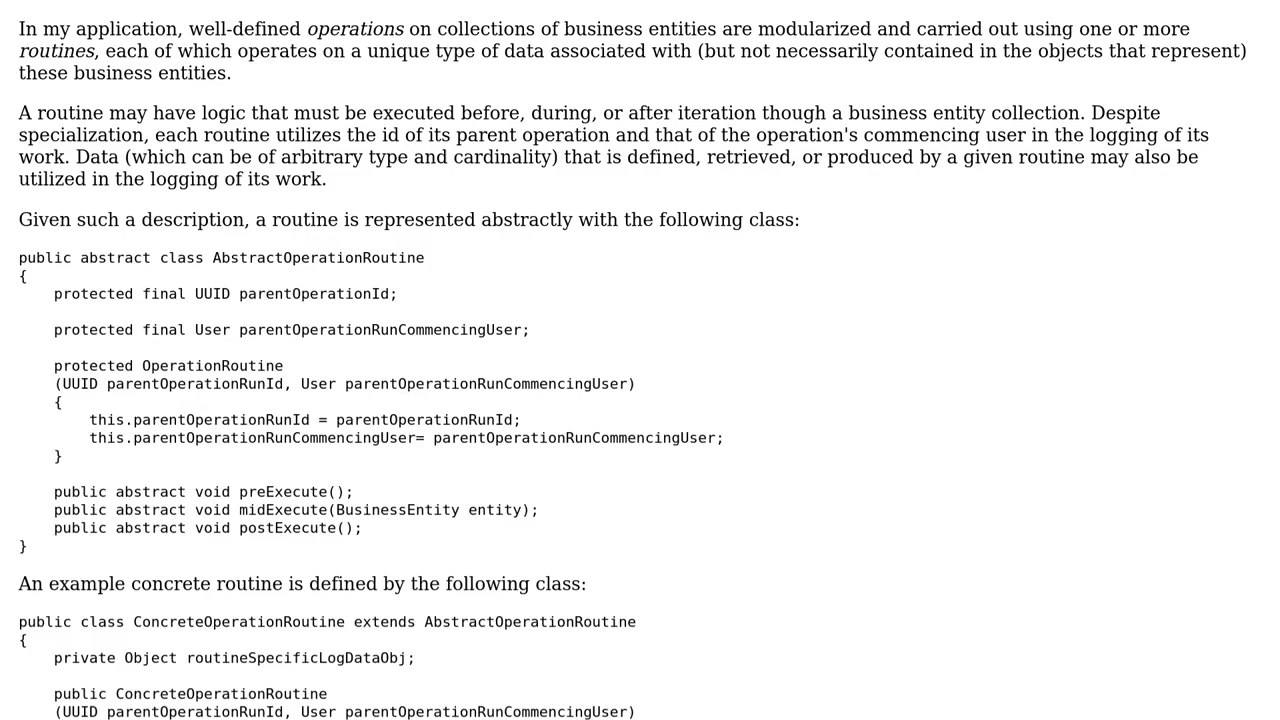 In my application, well-defined operations on collections of business entities are modularized and carried out using one or more
routines, each of which operates on a unique type of data associated with (but not necessarily contained in the objects that represent)
these business entities.
A routine may have logic that must be executed before, during, or after iteration though a business entity collection. Despite
specialization, each routine utilizes the id of its parent operation and that of the operation's commencing user in the logging of its
work. Data (which can be of arbitrary type and cardinality) that is defined, retrieved, or produced by a given routine may also be
utilized in the logging of its work.
Given such a description, a routine is represented abstractly with the following class:
public abstract class AbstractOperationRoutine
{
    protected final UUID parentOperationId;
    protected final User parentOperationRunCommencingUser;
    protected OperationRoutine
    (UUID parentOperationRunId, User parentOperationRunCommencingUser)
    {
        this.parentOperationRunId = parentOperationRunId;
        this.parentOperationRunCommencingUser= parentOperationRunCommencingUser;
    }
    public abstract void preExecute();
    public abstract void midExecute(BusinessEntity entity);
    public abstract void postExecute();
}
An example concrete routine is defined by the following class:
public class ConcreteOperationRoutine extends AbstractOperationRoutine
{
    private Object routineSpecificLogDataObj;
    public ConcreteOperationRoutine
    (UUID parentOperationRunId, User parentOperationRunCommencingUser)